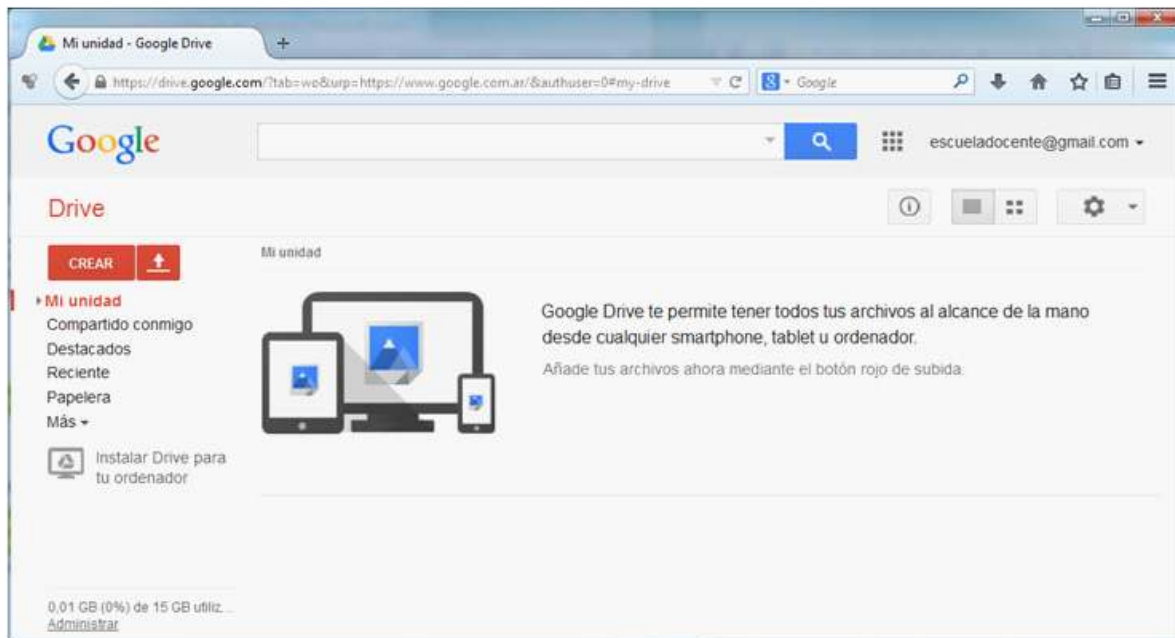 Mi unidad - Google Drive
https://drive.google.com/?tab=wo&urp=https://www.google.com.ar/&authuser=0#my-drive
Google
Google
escueladocente@gmail.com
Drive
CREAR
Mi unidad
Mi unidad
Compartido conmigo
Destacados
Reciente
Papelera
Más
Instalar Drive para
tu ordenador
Google Drive te permite tener todos tus archivos al alcance de la mano
desde cualquier smartphone, tablet u ordenador.
Añade tus archivos ahora mediante el botón rojo de subida.
0,01 GB (0%) de 15 GB utiliz...
Administrar